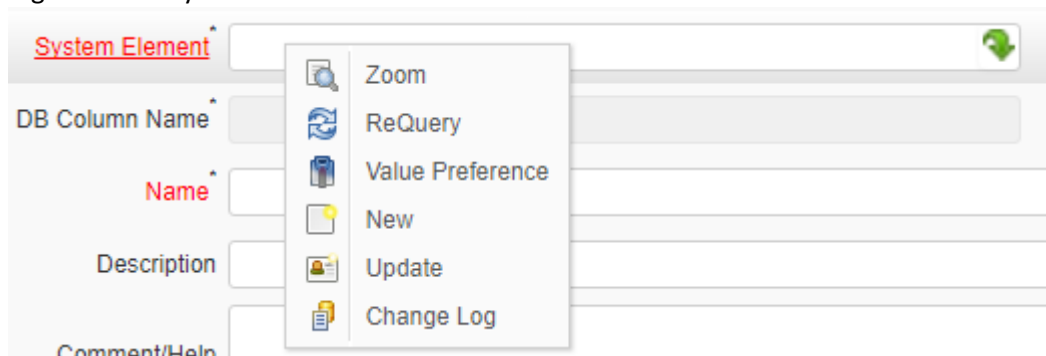 System Element*
Zoom
DB Column Name*
ReQuery
Value Preference
Name*
New
Description
Update
Change Log
Comment/Help